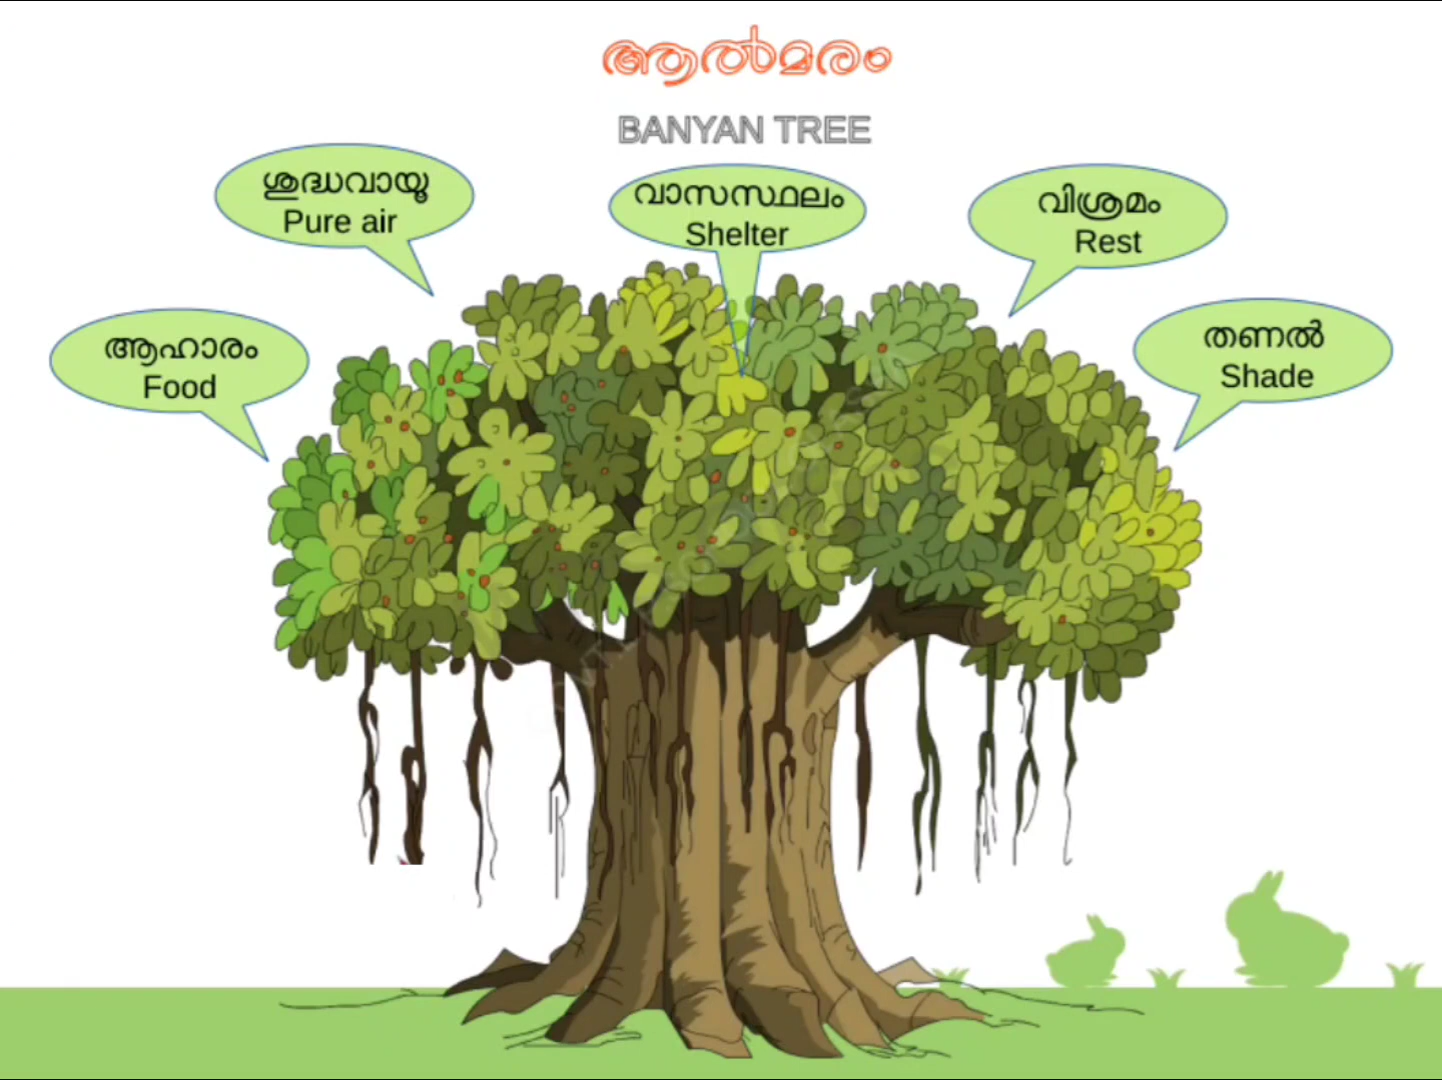 ആൽമരം
BANYAN TREE
ശുദ്ധവായൂ
Pure air
വാസസ്ഥലം
Shelter
വിശ്രമം
Rest
ആഹാരം
Food
തണൽ
Shade